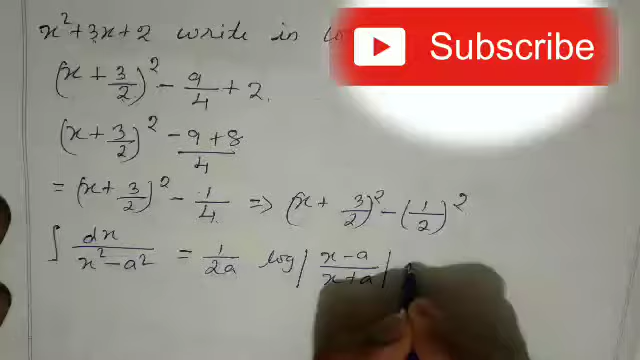 x² + 3x + 2 write in
Subscribe
(x + 3/2)² - 9/4 + 2
(x + 3/2)² - 9 + 8/4
= (x + 3/2)² - 1/4 => (x + 3/2)² - (1/2)²
∫ dx/x² - a² = 1/2a log | x - a/x + a |